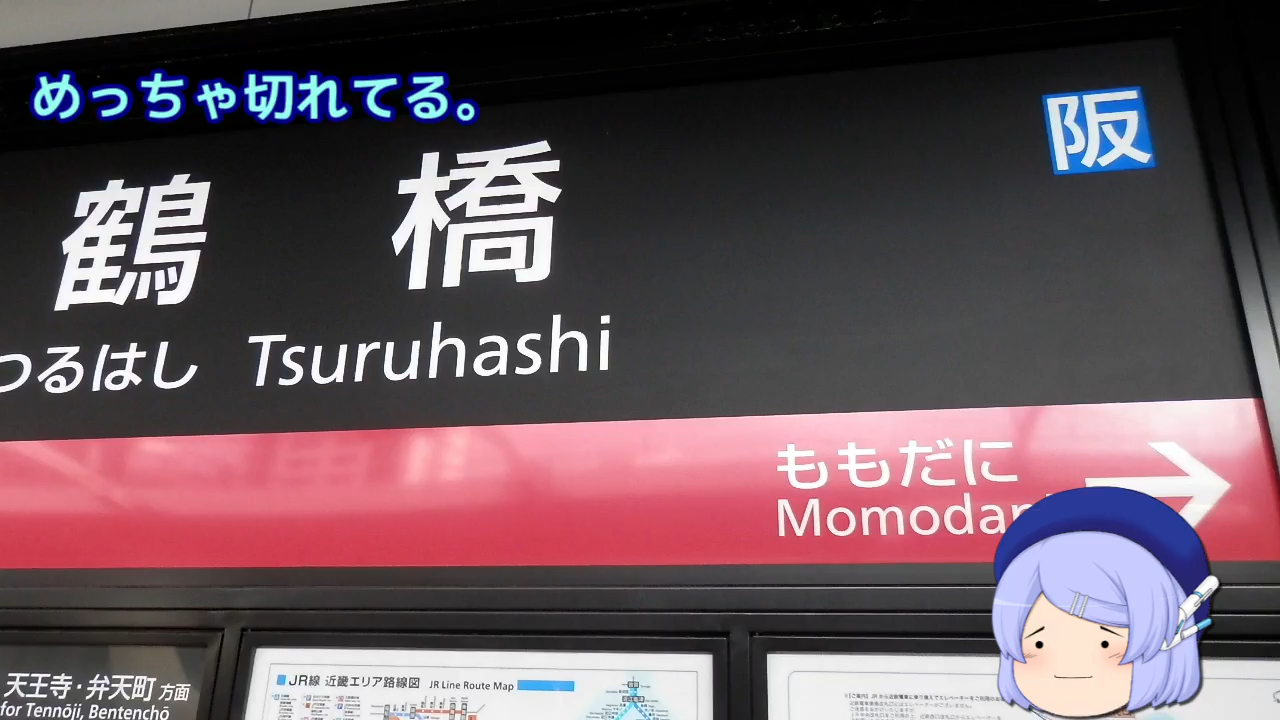 めっちゃ切れてる。
阪
鶴橋
つるはし Tsuruhashi
ももだに
Momodan
天王寺・弁天町 方面
for Tennōji, Bentenchō
JR線 近畿エリア路線図 JR Line Route Map